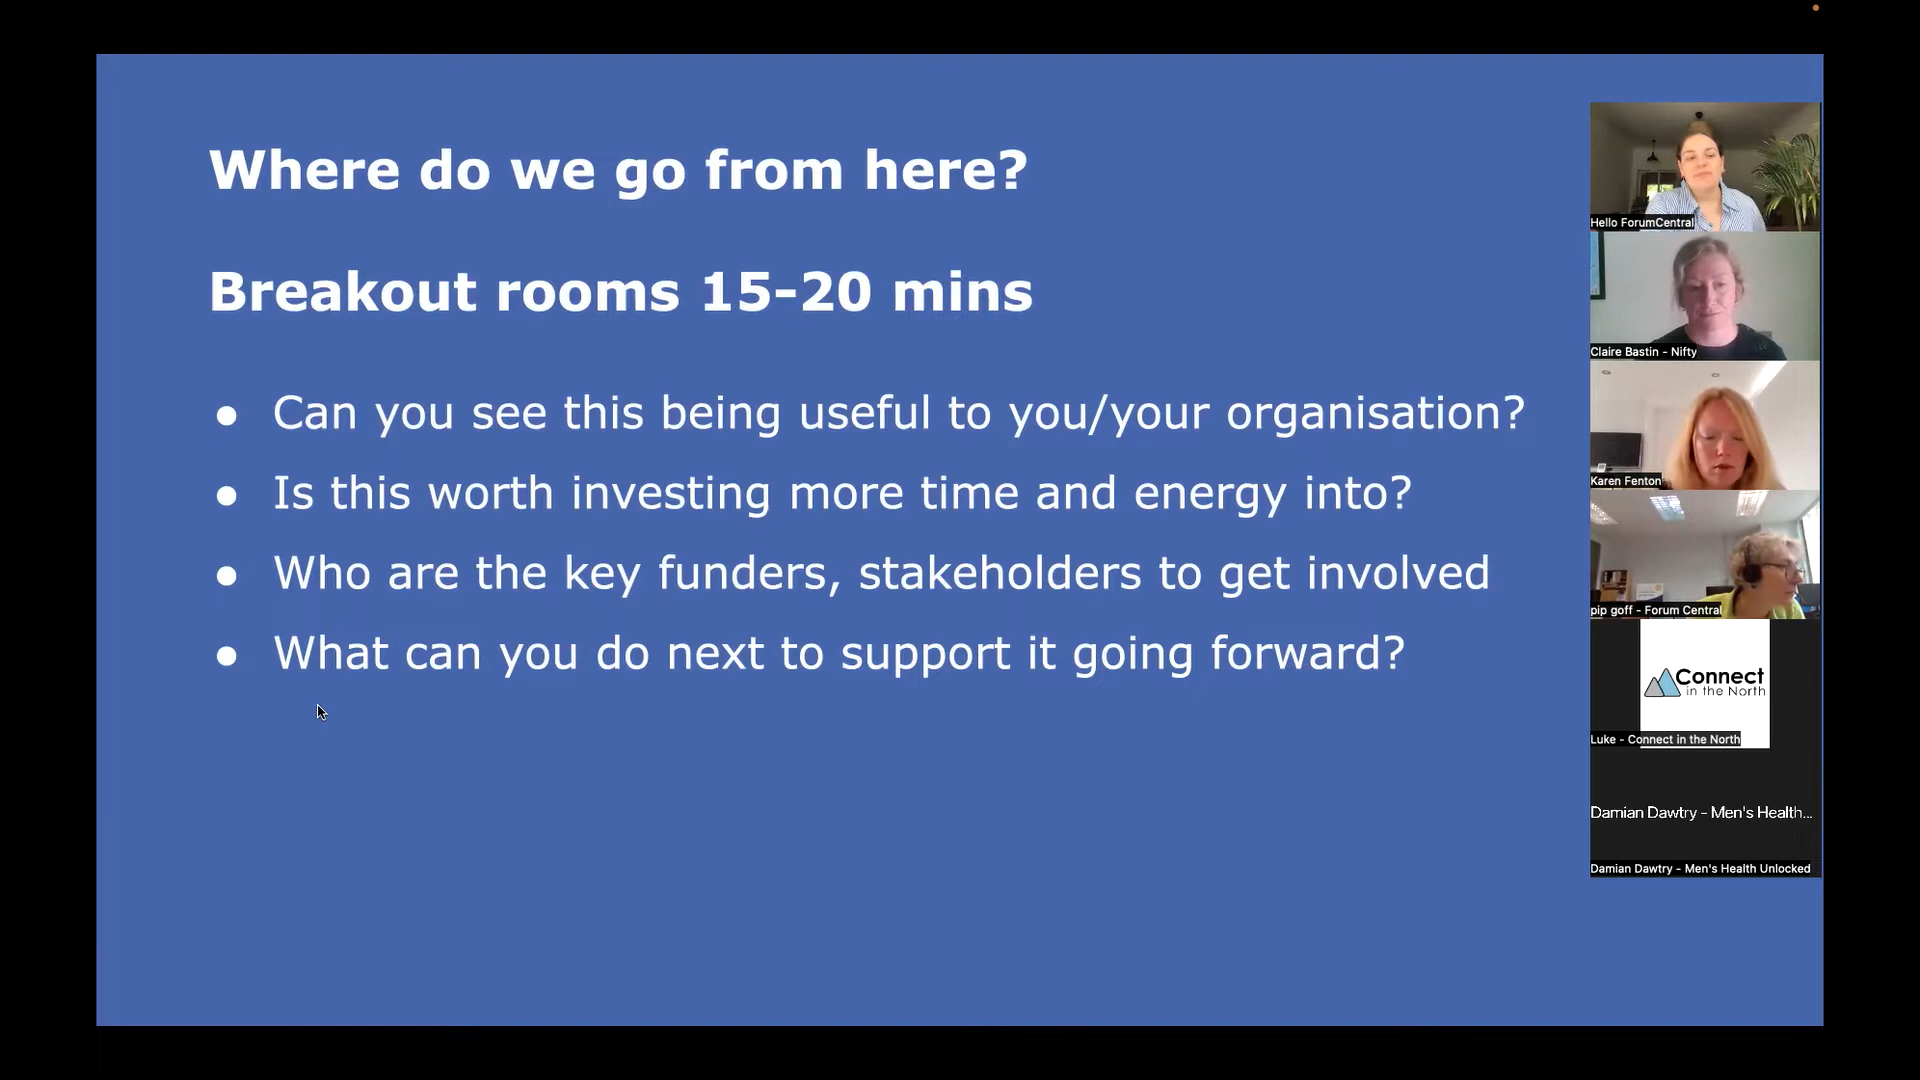 Where do we go from here?
Breakout rooms 15-20 mins
● Can you see this being useful to you/your organisation?
● Is this worth investing more time and energy into?
● Who are the key funders, stakeholders to get involved
● What can you do next to support it going forward?
Hello ForumCentral
Claire Bastin - Nifty
Karen Fenton
pip goff - Forum Central
Connect
in the North
Luke - Connect in the North
Damian Dawtry - Men's Health...
Damian Dawtry - Men's Health Unlocked